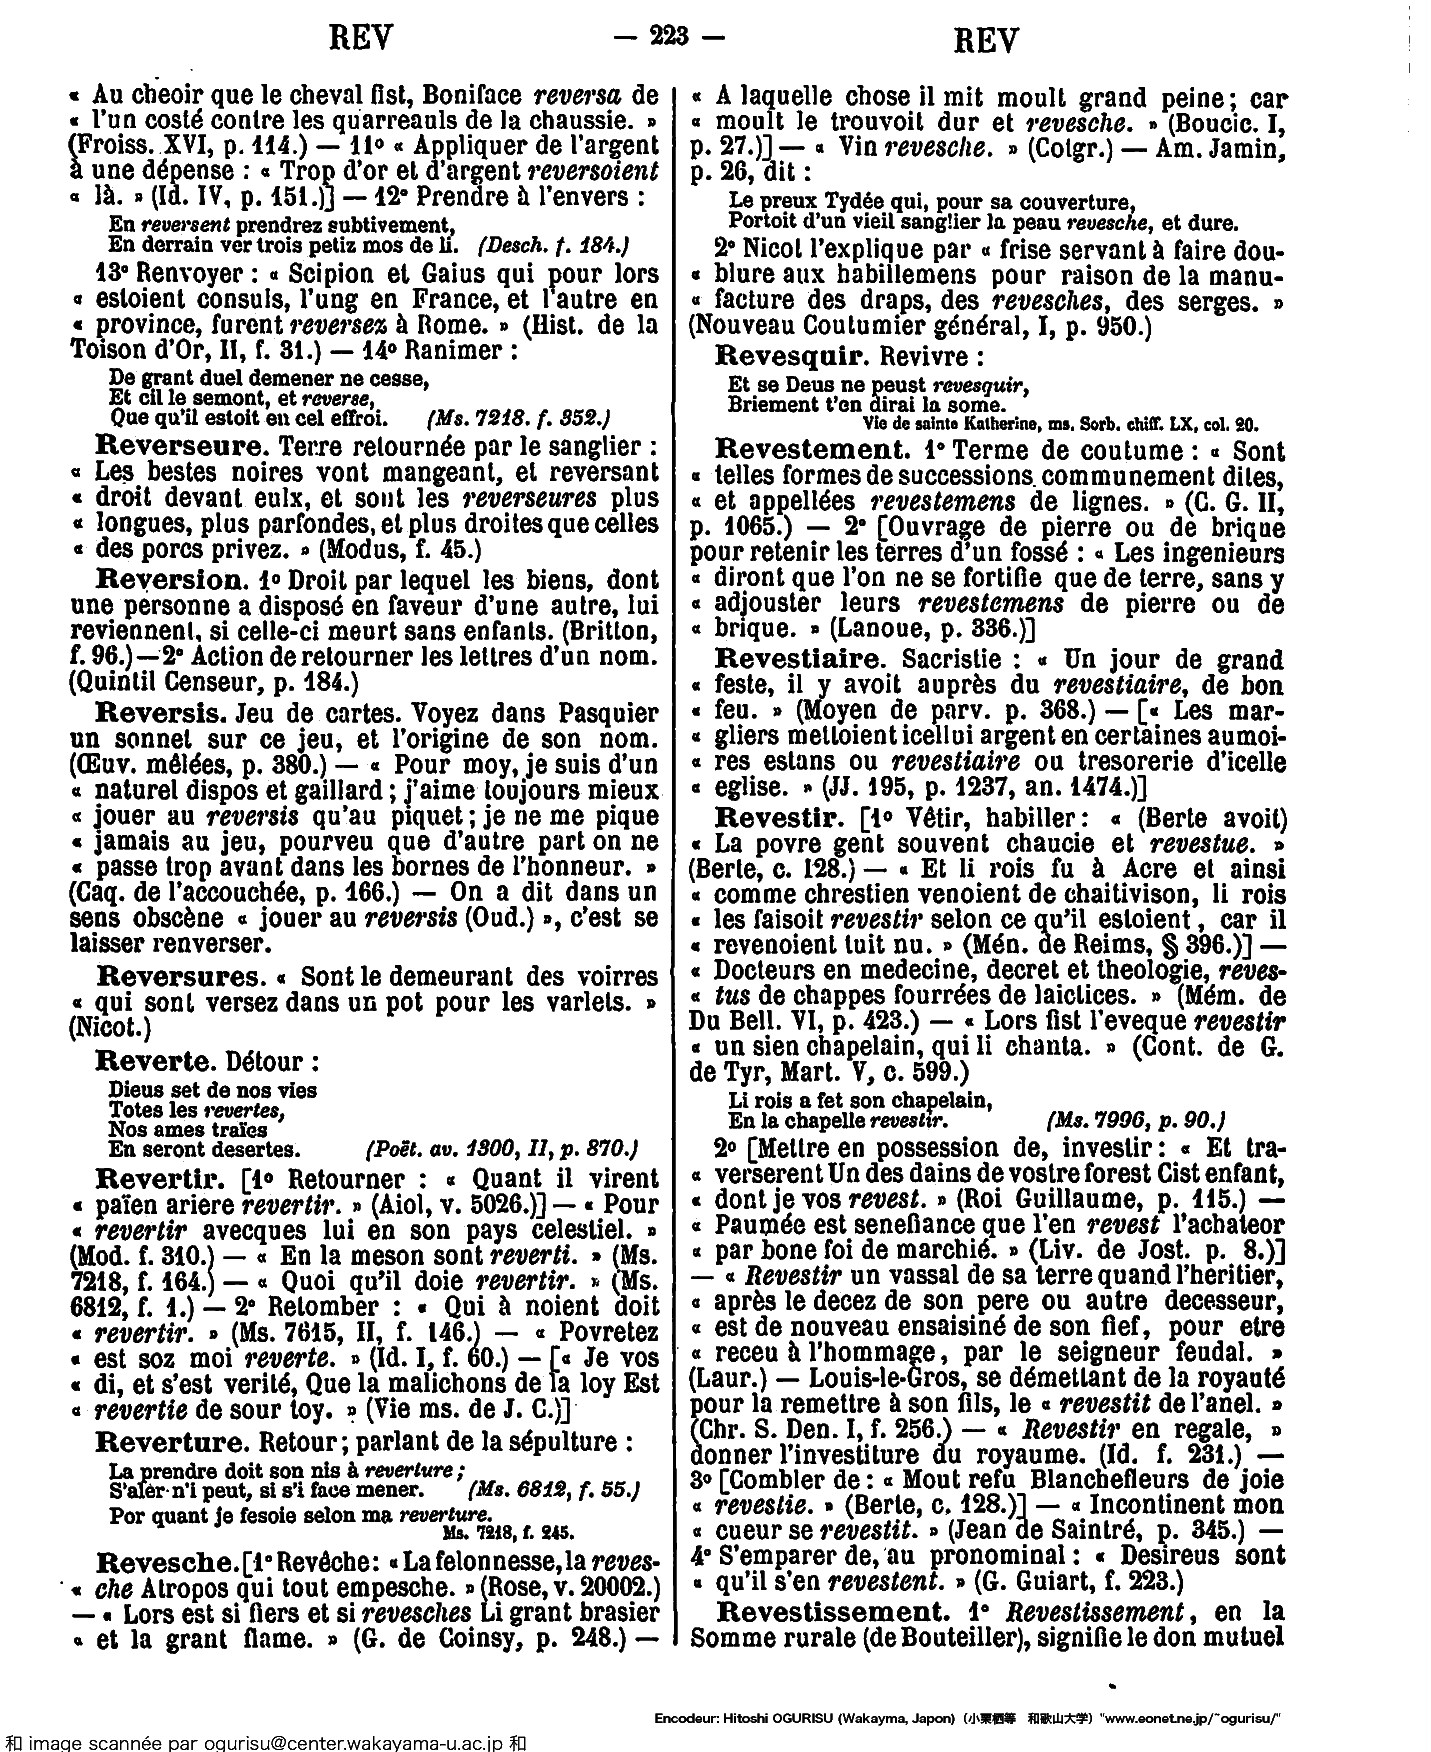 REV
— 223 —
REV
« Au cheoir que le cheval fist, Boniface reversa de
« l'un costé contre les quarreauls de la chaussie. »
(Froiss. XVI, p. 114.) — 11º « Appliquer de l'argent
à une dépense : « Trop d'or et d'argent reversoient
« là. » (Id. IV, p. 151.)] — 12º Prendre à l'envers :
En reversent prendrez subtivement,
En derrain ver trois petiz mos de li. (Desch. f. 184.)
13º Renvoyer : « Scipion et Gaius qui pour lors
« estoient consuls, l'ung en France, et l'autre en
« province, furent reversez à Rome. » (Hist. de la
Toison d'Or, II, f. 31.) — 14º Ranimer :
De grant duel demener ne cesse,
Et cil le semont, et reverse,
Que qu'il estoit en cel effroi. (Ms. 7218. f. 352.)
Reverseure. Terre retournée par le sanglier :
« Les bestes noires vont mangeant, et reversant
« droit devant eulx, et sont les reverseures plus
« longues, plus parfondes, et plus droites que celles
« des porcs privez. » (Modus, f. 45.)
Reversion. 1º Droit par lequel les biens, dont
une personne a disposé en faveur d'une autre, lui
reviennent, si celle-ci meurt sans enfants. (Britton,
f. 96.) — 2º Action de retourner les lettres d'un nom.
(Quintil Censeur, p. 184.)
Reversis. Jeu de cartes. Voyez dans Pasquier
un sonnet sur ce jeu, et l'origine de son nom.
(Œuv. mêlées, p. 380.) — « Pour moy, je suis d'un
« naturel dispos et gaillard ; j'aime toujours mieux
« jouer au reversis qu'au piquet ; je ne me pique
« jamais au jeu, pourveu que d'autre part on ne
« passe trop avant dans les bornes de l'honneur. »
(Caq. de l'accouchée, p. 166.) — On a dit dans un
sens obscène « jouer au reversis (Oud.) », c'est se
laisser renverser.
Reversures. « Sont le demeurant des voirres
« qui sont versez dans un pot pour les varlets. »
(Nicot.)
Reverte. Détour :
Dieus set de nos vies
Totes les revertes,
Nos ames traïes
En seront desertes. (Poët. av. 1300, II, p. 870.)
Revertir. [1º Retourner : « Quant il virent
« païen ariere revertir. » (Aiol, v. 5026.)] — « Pour
« revertir avecques lui en son pays celestiel. »
(Mod. f. 310.) — « En la meson sont reverti. » (Ms.
7218, f. 164.) — « Quoi qu'il doie revertir. » (Ms.
6812, f. 1.) — 2º Retomber : « Qui à noient doit
« revertir. » (Ms. 7615, II, f. 146.) — « Povretez
« est soz moi reverte. » (Id. I, f. 60.) — [« Je vos
« di, et s'est verité, Que la malichons de la loy Est
« revertie de sour toy. » (Vie ms. de J. C.)]
Reverture. Retour ; parlant de la sépulture :
La prendre doit son nis à reverture ;
S'aler n'i peut, si s'i face mener. (Ms. 6812, f. 55.)
Por quant je fesoie selon ma reverture.
Ms. 7218, f. 245.
Revesche. [1º Revêche : « La felonnesse, la reves-
« che Atropos qui tout empesche. » (Rose, v. 20002.)
— « Lors est si fiers et si revesches Li grant brasier
« et la grant flame. » (G. de Coinsy, p. 248.) —
« A laquelle chose il mit moult grand peine ; car
« moult le trouvoit dur et revesche. » (Boucic. I,
p. 27.)] — « Vin revesche. » (Cotgr.) — Am. Jamin,
p. 26, dit :
Le preux Tydée qui, pour sa couverture,
Portoit d'un vieil sanglier la peau revesche, et dure.
2º Nicot l'explique par « frise servant à faire dou-
« blure aux habillemens pour raison de la manu-
« facture des draps, des revesches, des serges. »
(Nouveau Coutumier général, I, p. 950.)
Revesquir. Revivre :
Et se Deus ne peust revesquir,
Briement t'en dirai la some.
Vie de sainte Katherine, ms. Sorb. chiff. LX, col. 20.
Revestement. 1º Terme de coutume : « Sont
« telles formes de successions communement dites,
« et appellées revestemens de lignes. » (C. G. II,
p. 1065.) — 2º [Ouvrage de pierre ou de brique
pour retenir les terres d'un fossé : « Les ingenieurs
« diront que l'on ne se fortifie que de terre, sans y
« adjouster leurs revestemens de pierre ou de
« brique. » (Lanoue, p. 336.)]
Revestiaire. Sacristie : « Un jour de grand
« feste, il y avoit auprès du revestiaire, de bon
« feu. » (Moyen de parv. p. 368.) — [« Les mar-
« gliers mettoient icellui argent en certaines aumoi-
« res estans ou revestiaire ou tresorerie d'icelle
« eglise. » (JJ. 195, p. 1237, an. 1474.)]
Revestir. [1º Vêtir, habiller : « (Berte avoit)
« La povre gent souvent chaucie et revestue. »
(Berte, c. 128.) — « Et li rois fu à Acre et ainsi
« comme chrestien venoient de chaitivison, li rois
« les faisoit revestir selon ce qu'il estoient, car il
« revenoient tuit nu. » (Mén. de Reims, § 396.)] —
« Docteurs en medecine, decret et theologie, reves-
« tus de chappes fourrées de laictices. » (Mém. de
Du Bell. VI, p. 423.) — « Lors fist l'eveque revestir
« un sien chapelain, qui li chanta. » (Cont. de G.
de Tyr, Mart. V, c. 599.)
Li rois a fet son chapelain,
En la chapelle revestir. (Ms. 7996, p. 90.)
2º [Mettre en possession de, investir : « Et tra-
« verserent Un des dains de vostre forest Cist enfant,
« dont je vos revest. » (Roi Guillaume, p. 115.) —
« Paumée est senefiance que l'en revest l'achateor
« par bone foi de marchié. » (Liv. de Jost. p. 8.)]
— « Revestir un vassal de sa terre quand l'heritier,
« après le decez de son pere ou autre decesseur,
« est de nouveau ensaisiné de son fief, pour etre
« receu à l'hommage, par le seigneur feudal. »
(Laur.) — Louis-le-Gros, se démettant de la royauté
pour la remettre à son fils, le « revestit de l'anel. »
(Chr. S. Den. I, f. 256.) — « Revestir en regale, »
donner l'investiture du royaume. (Id. f. 231.) —
3º [Combler de : « Mout refu Blanchefleurs de joie
« revestie. » (Berte, c. 128.)] — « Incontinent mon
« cueur se revestit. » (Jean de Saintré, p. 345.) —
4º S'emparer de, au pronominal : « Desireus sont
« qu'il s'en revestent. » (G. Guiart, f. 223.)
Revestissement. 1º Revestissement, en la
Somme rurale (de Bouteiller), signifie le don mutuel
Encodeur: Hitoshi OGURISU (Wakayma, Japon) (小栗栖等 和歌山大学) "www.eonet.ne.jp/~ogurisu/"
和 image scannée par ogurisu@center.wakayama-u.ac.jp 和